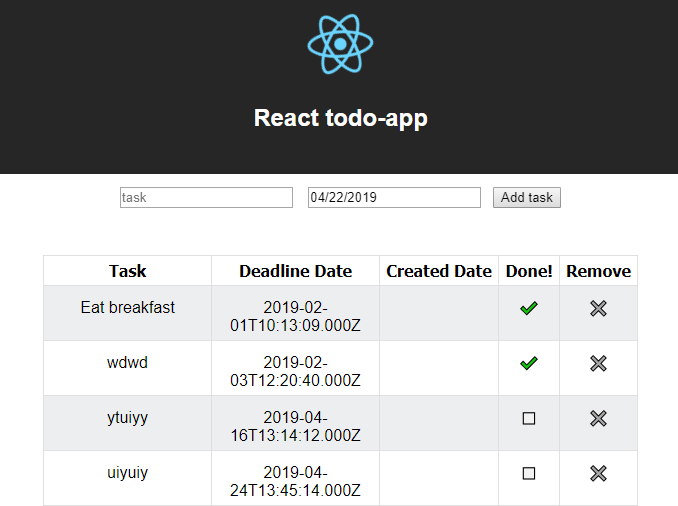 React todo-app
task 04/22/2019 Add task
Task Deadline Date Created Date Done! Remove
Eat breakfast 2019-02-
01T10:13:09.000Z
wdwd 2019-02-
03T12:20:40.000Z
ytuiyy 2019-04-
16T13:14:12.000Z
uiyuiy 2019-04-
24T13:45:14.000Z